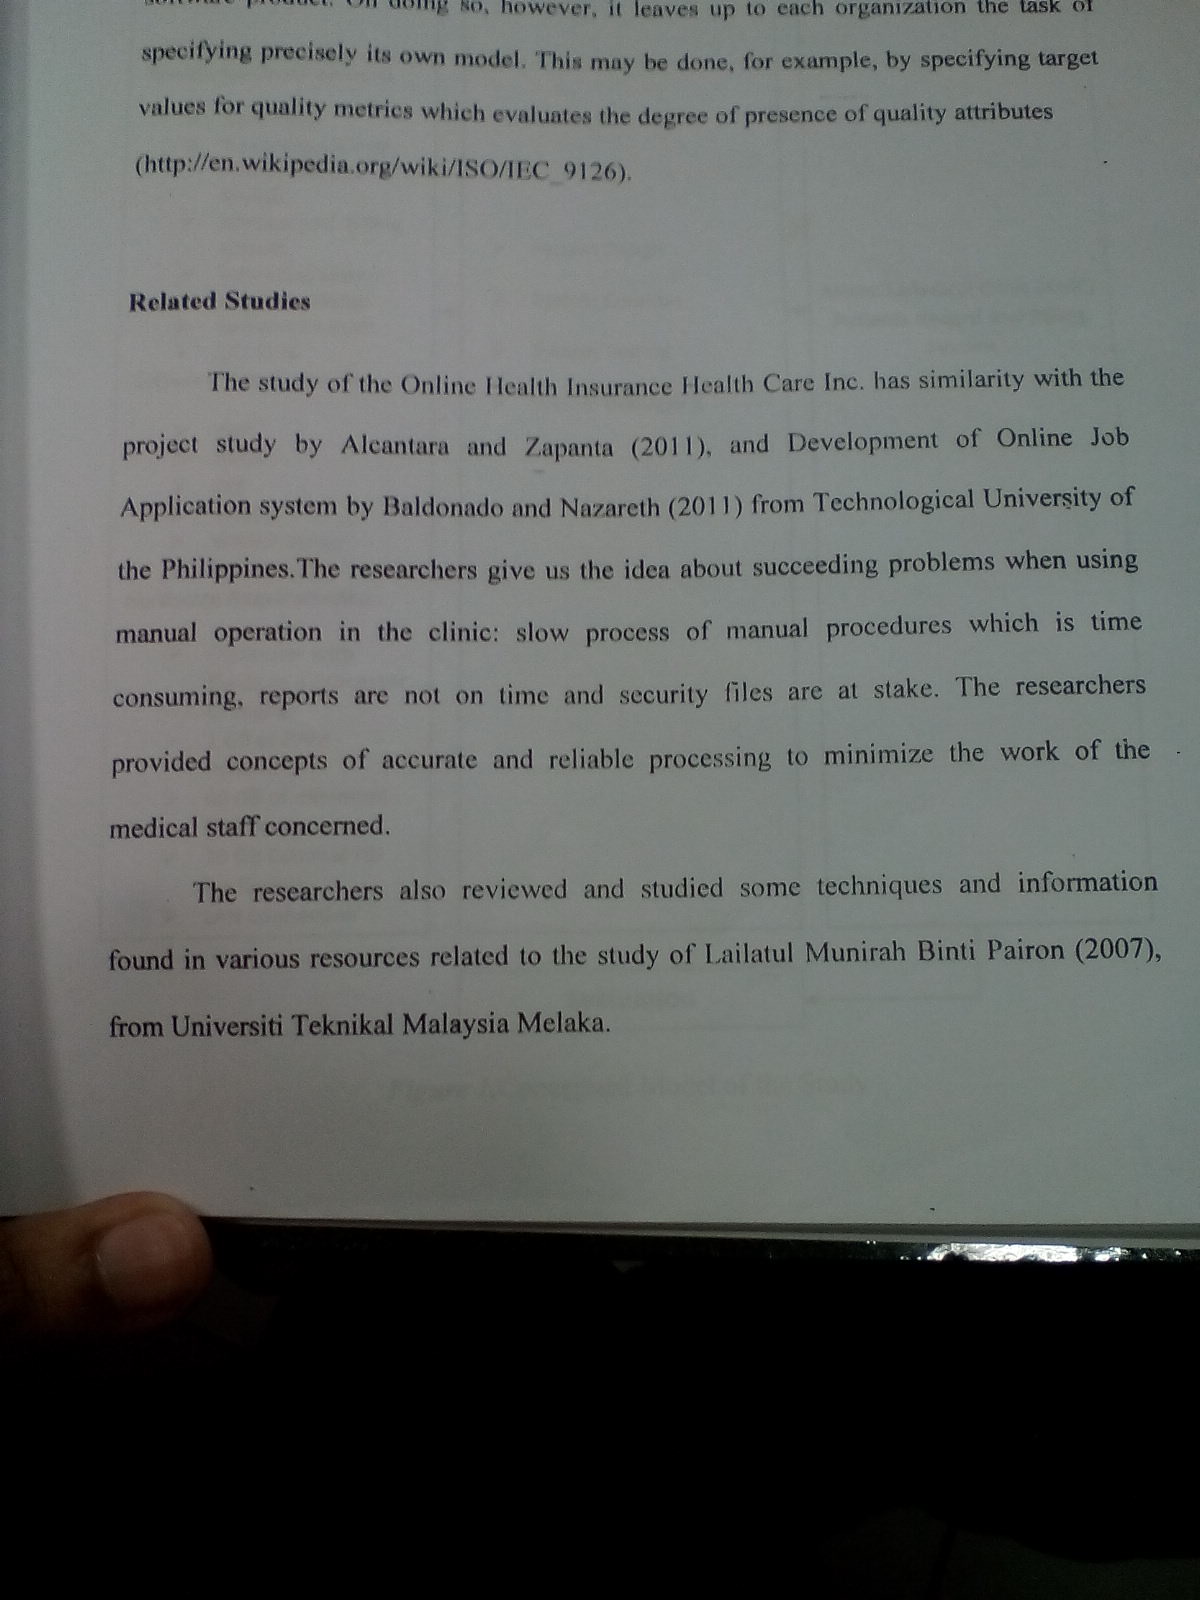 software product. On doing so, however, it leaves up to each organization the task of
specifying precisely its own model. This may be done, for example, by specifying target
values for quality metrics which evaluates the degree of presence of quality attributes
(http://en.wikipedia.org/wiki/ISO/IEC_9126).
Related Studies
The study of the Online Health Insurance Health Care Inc. has similarity with the
project study by Alcantara and Zapanta (2011), and Development of Online Job
Application system by Baldonado and Nazareth (2011) from Technological University of
the Philippines.The researchers give us the idea about succeeding problems when using
manual operation in the clinic: slow process of manual procedures which is time
consuming, reports are not on time and security files are at stake. The researchers
provided concepts of accurate and reliable processing to minimize the work of the
medical staff concerned.
The researchers also reviewed and studied some techniques and information
found in various resources related to the study of Lailatul Munirah Binti Pairon (2007),
from Universiti Teknikal Malaysia Melaka.